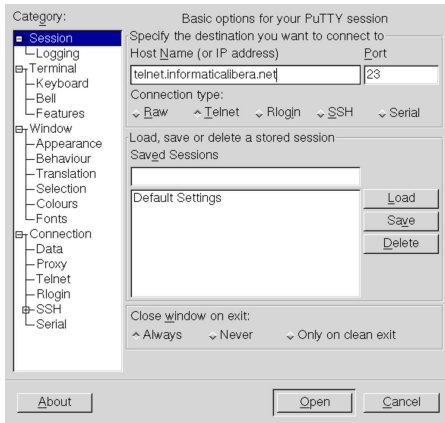 Category:
Session
Logging
Terminal
Keyboard
Bell
Features
Window
Appearance
Behaviour
Translation
Selection
Colours
Fonts
Connection
Data
Proxy
Telnet
Rlogin
SSH
Serial
Basic options for your PuTTY session
Specify the destination you want to connect to
Host Name (or IP address) Port
telnet.informaticalibera.net 23
Connection type:
Raw Telnet Rlogin SSH Serial
Load, save or delete a stored session
Saved Sessions
Default Settings
Load
Save
Delete
Close window on exit:
Always Never Only on clean exit
About Open Cancel